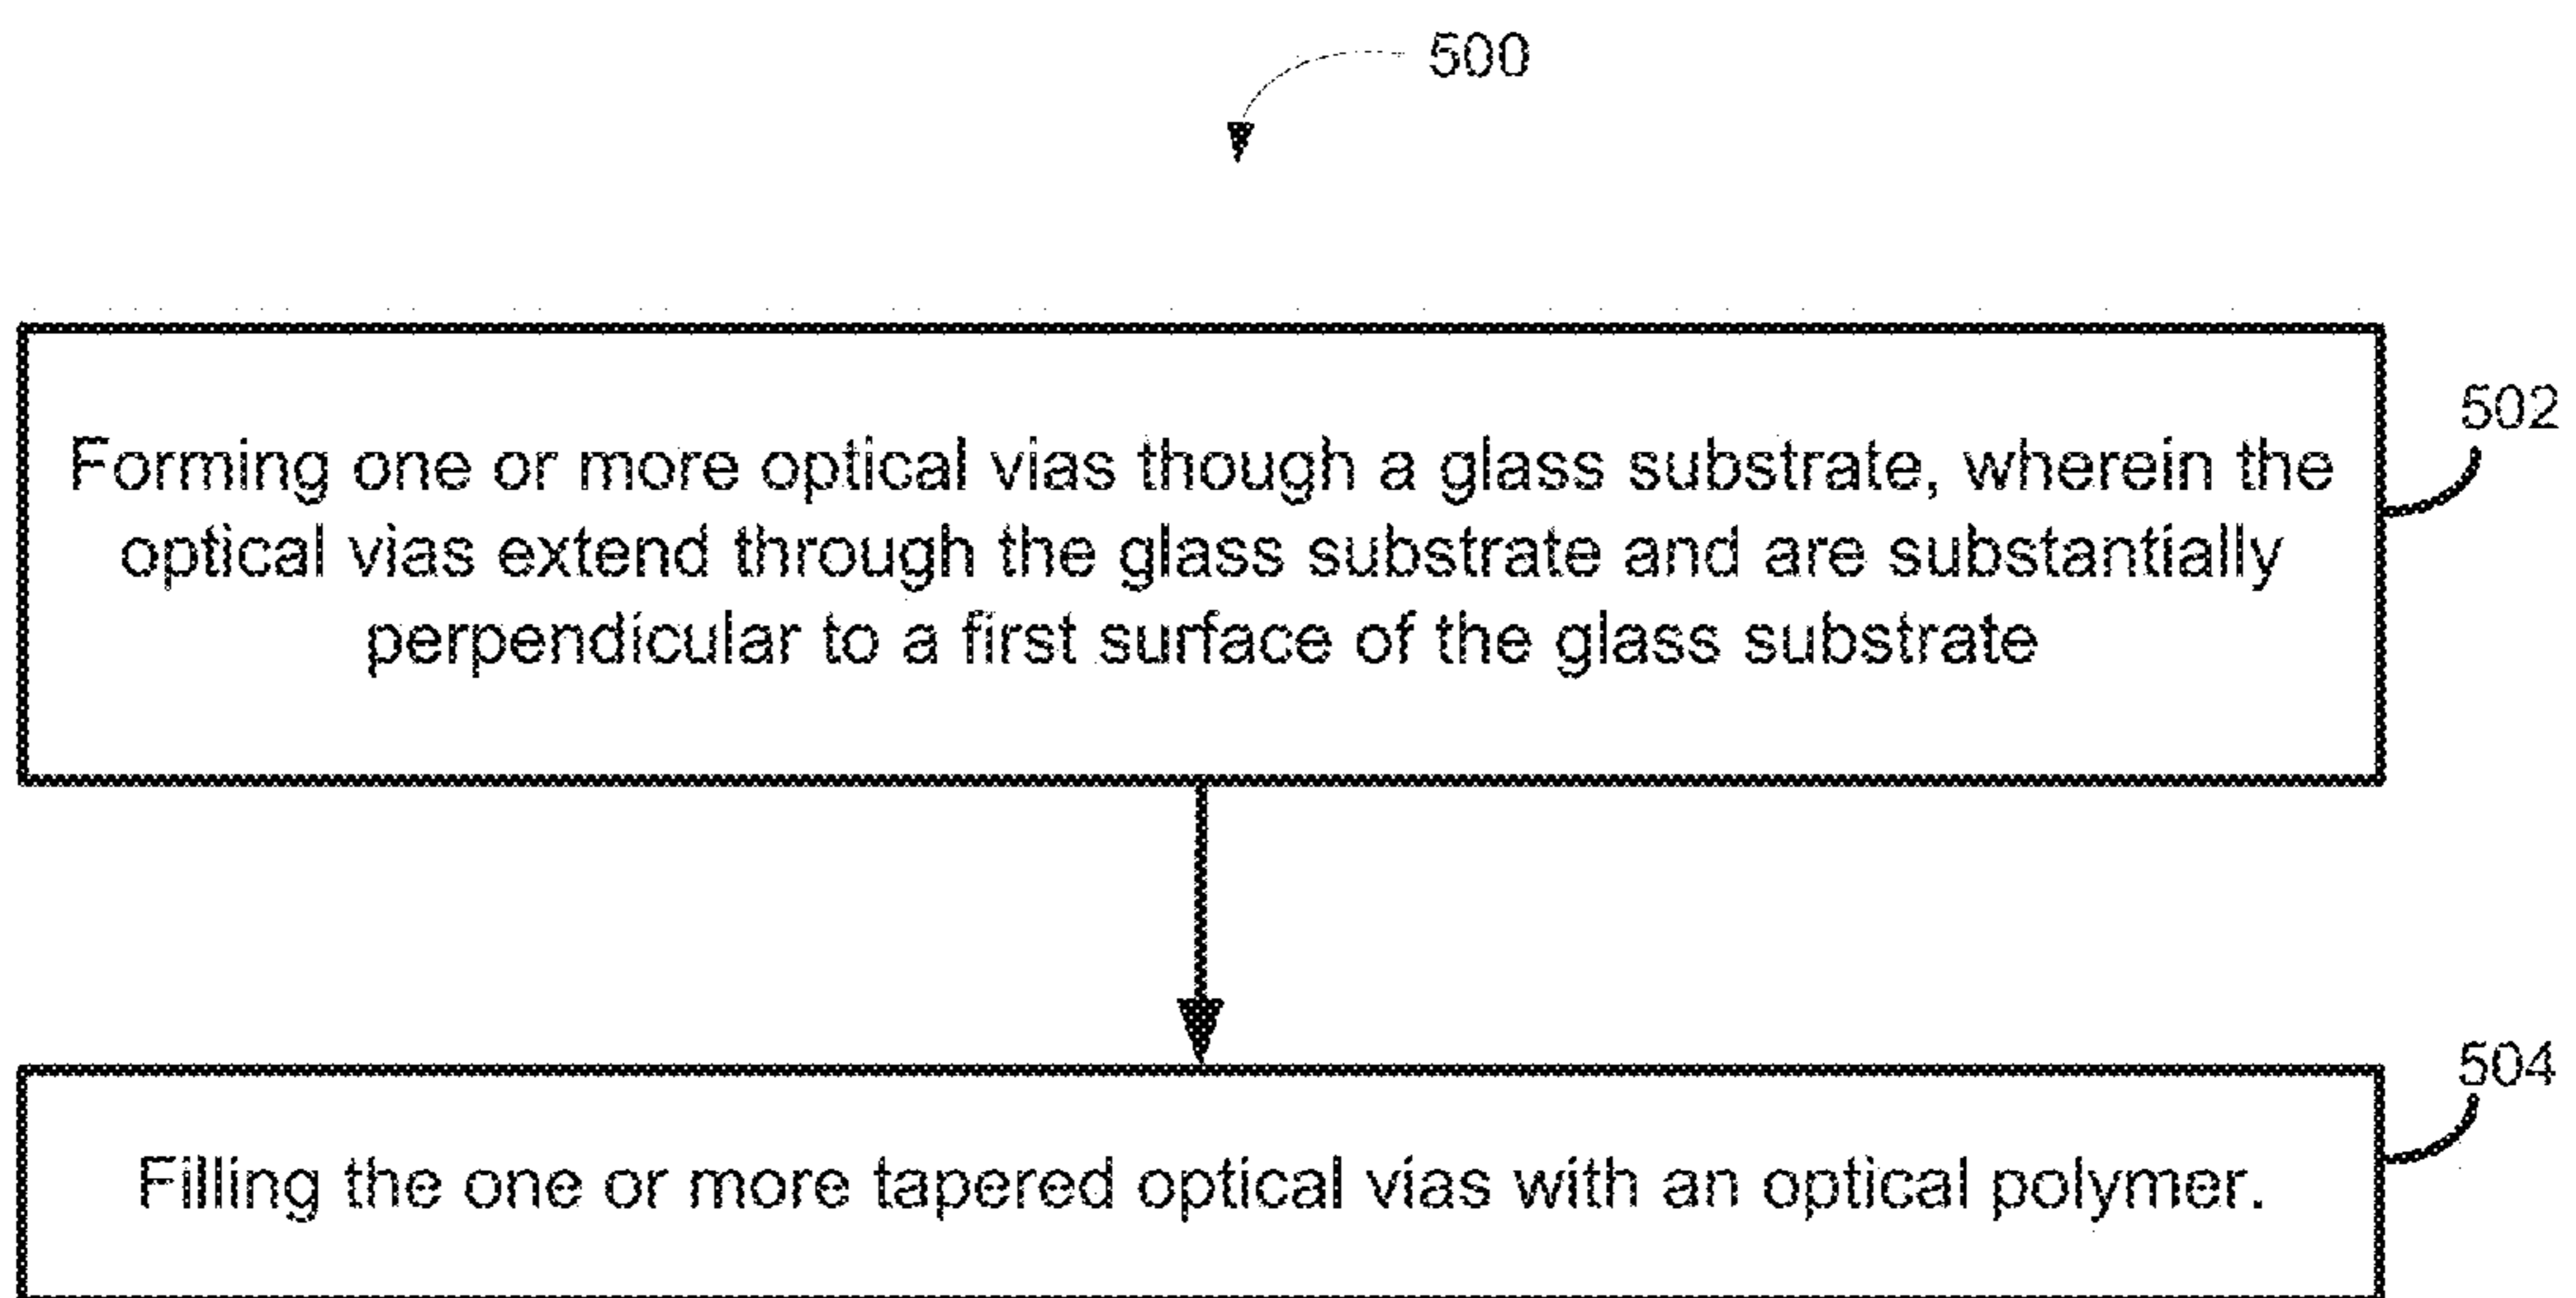 500
Forming one or more optical vias though a glass substrate, wherein the
502
optical vias extend through the glass substrate and are substantially
perpendicular to a first surface of the glass substrate
504
Filling the one or more tapered optical vias with an optical polymer.